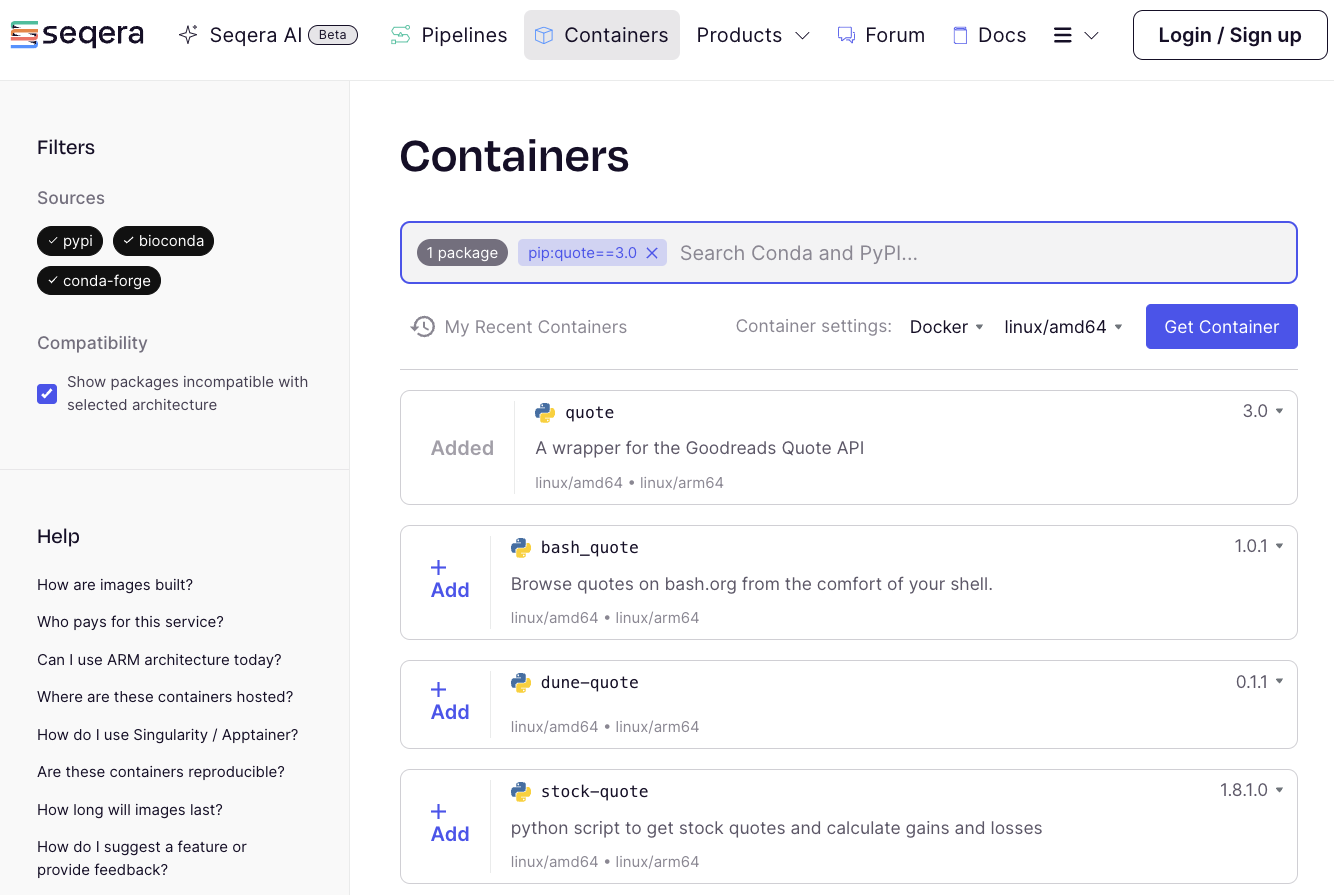 seqera Seqera AI Beta Pipelines Containers Products Forum Docs Login / Sign up
Filters
Sources
pypi bioconda
conda-forge
Compatibility
Show packages incompatible with
selected architecture
Help
How are images built?
Who pays for this service?
Can I use ARM architecture today?
Where are these containers hosted?
How do I use Singularity / Apptainer?
Are these containers reproducible?
How long will images last?
How do I suggest a feature or
provide feedback?
Containers
1 package pip:quote==3.0 Search Conda and PyPI...
My Recent Containers Container settings: Docker linux/amd64 Get Container
Added
quote 3.0
A wrapper for the Goodreads Quote API
linux/amd64 • linux/arm64
+ Add
bash_quote 1.0.1
Browse quotes on bash.org from the comfort of your shell.
linux/amd64 • linux/arm64
+ Add
dune-quote 0.1.1
linux/amd64 • linux/arm64
+ Add
stock-quote 1.8.1.0
python script to get stock quotes and calculate gains and losses
linux/amd64 • linux/arm64